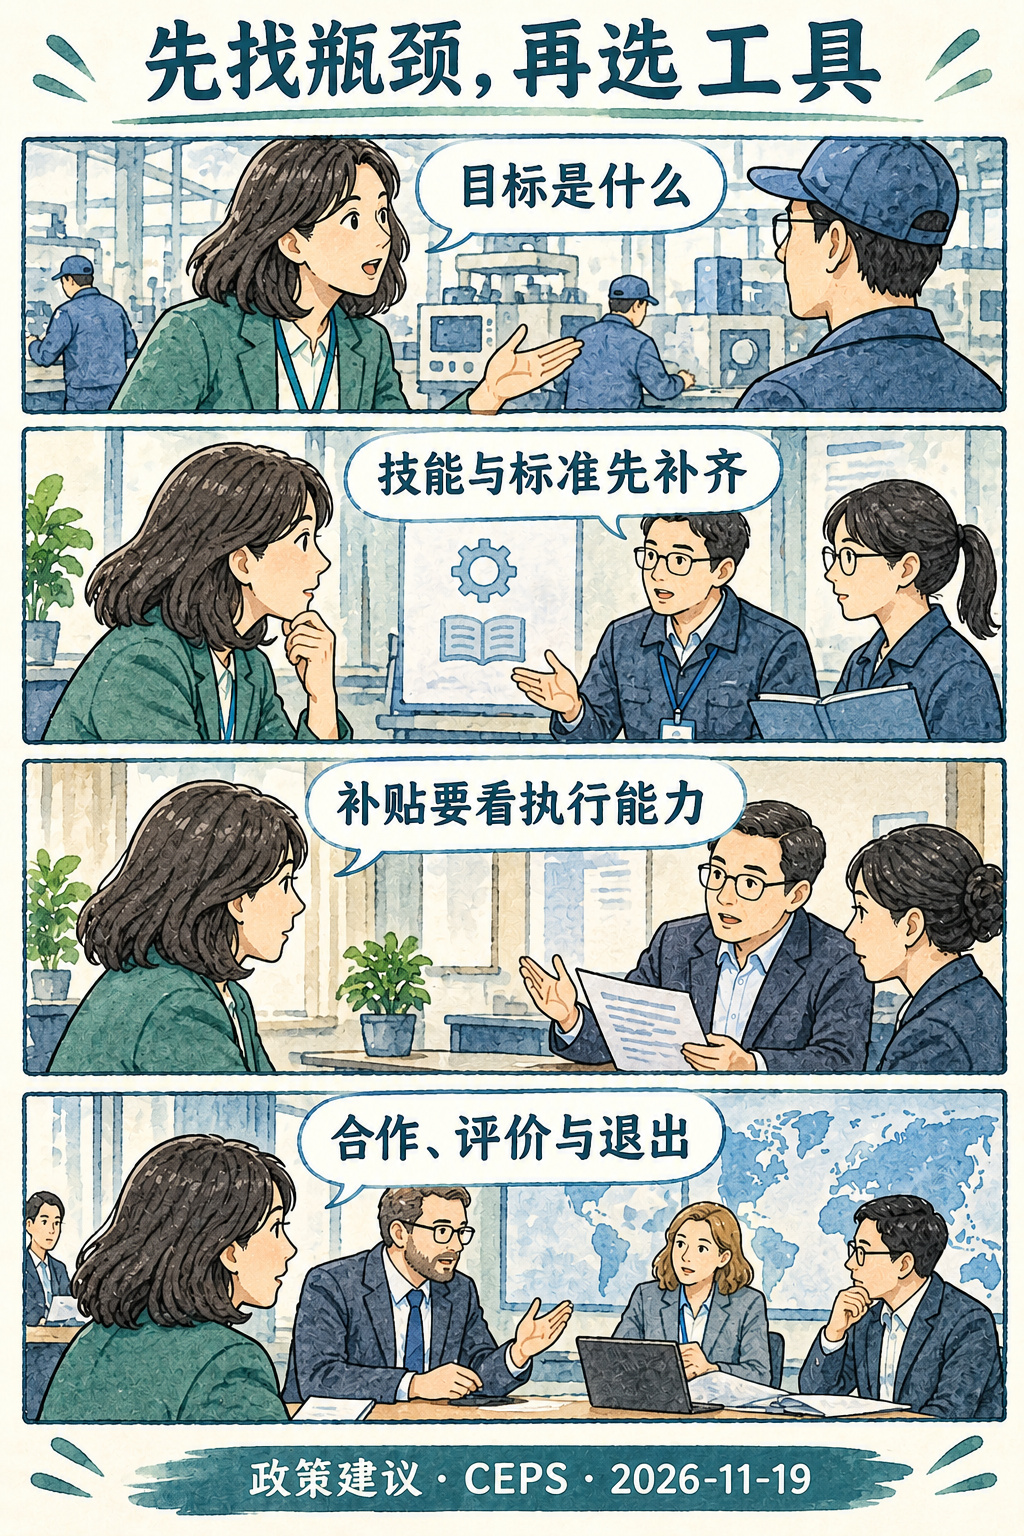 先找瓶颈，再选工具
目标是什么
技能与标准先补齐
补贴要看执行能力
合作、评价与退出
政策建议 · CEPS · 2026-11-19